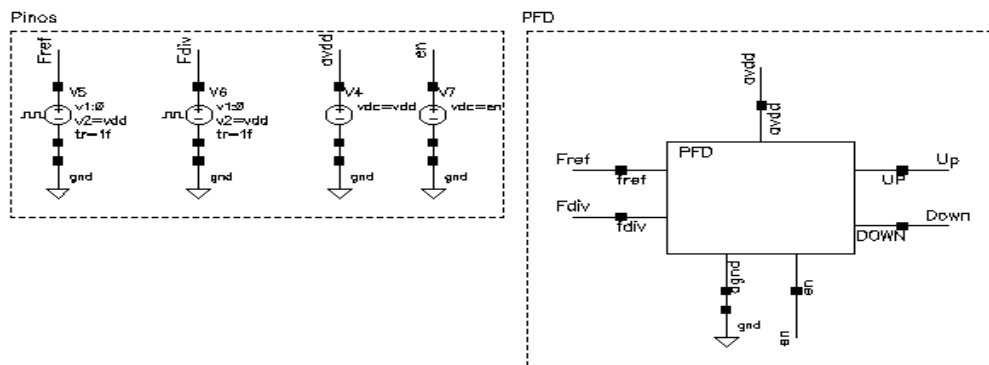 Pinos
PFD
Fref
Fdiv
avdd
en
V5
v1:0
v2=vdd
tr=1f
gnd
V6
v1:0
v2=vdd
tr=1f
gnd
V4
vdc=vdd
gnd
V7
vdc=en
gnd
avdd
avdd
PFD
Fref
fref
Fdiv
fdiv
Up
UP
Down
DOWN
agnd
gnd
en
en